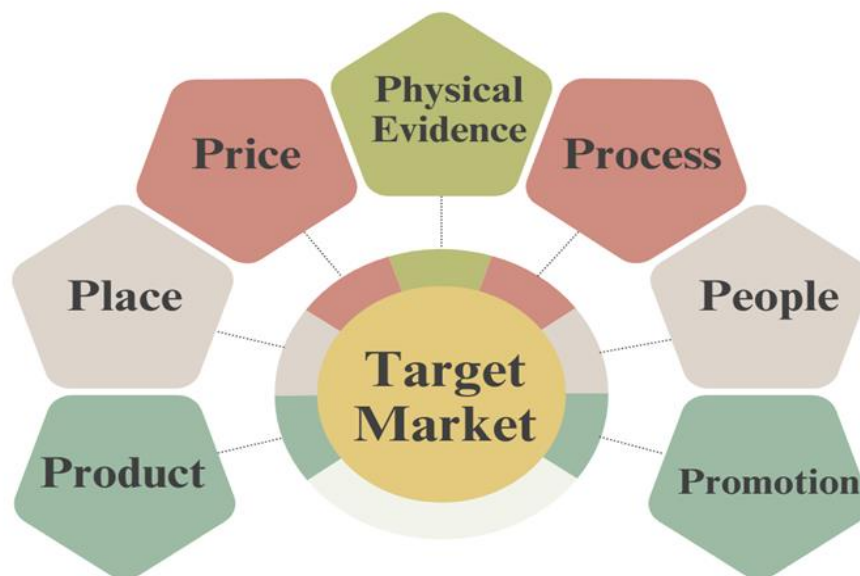 Physical
Evidence
Price
Process
Place
People
Target
Market
Product
Promotion